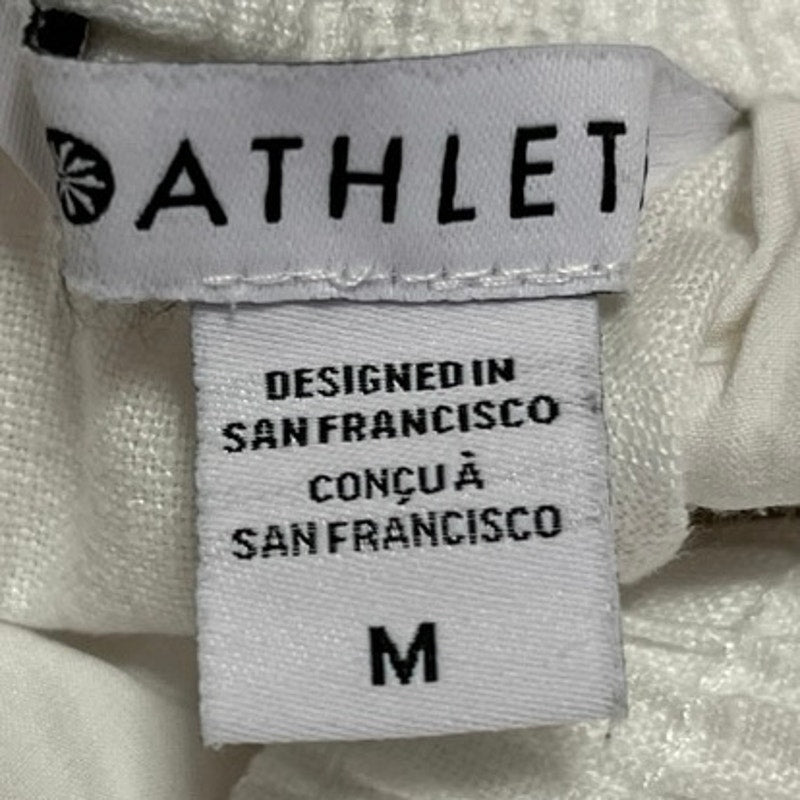 ATHLET
DESIGNED IN
SAN FRANCISCO
CONÇU À
SAN FRANCISCO
M